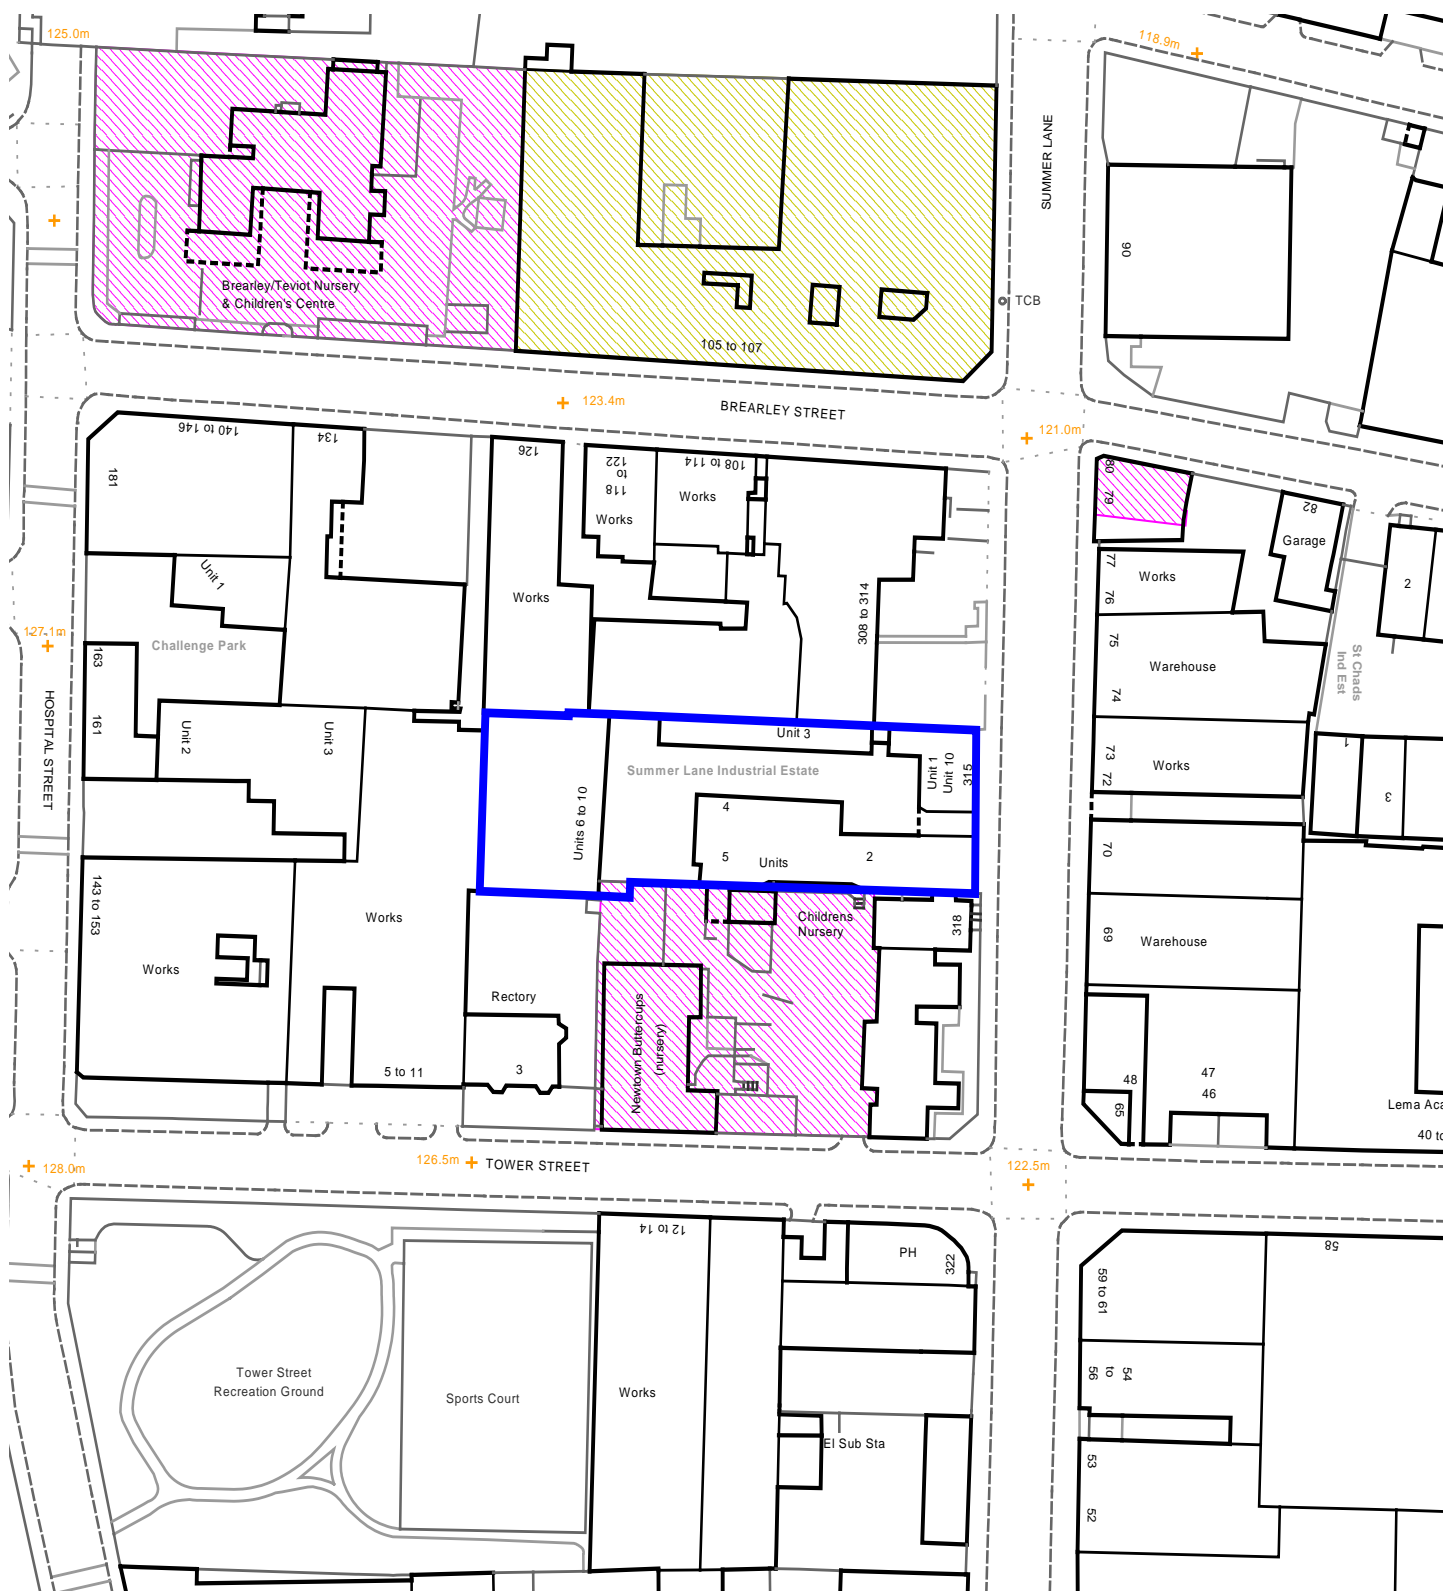 125.0m
118.9m
SUMMER LANE
90
TCB
Brearley/Teviot Nursery
& Children's Centre
105 to 107
123.4m
BREARLEY STREET
121.0m
140 to 146
134
126
122
to
118
108 to 114
Works
Works
181
80
79
82
Garage
2
Unit 1
Works
77
76
Works
308 to 314
127.1m
Challenge Park
163
161
75
74
Warehouse
St Chads
Ind Est
HOSPITAL STREET
Unit 2
Unit 3
Unit 3
Summer Lane Industrial Estate
Unit 1
Unit 10
315
73
72
Works
1
3
Units 6 to 10
4
5
Units
2
70
143 to 153
Works
Childrens
Nursery
318
69
Warehouse
Works
Rectory
Newtown Buttercups
(nursery)
5 to 11
3
48
47
46
65
Lema Aca
40 to
128.0m
126.5m
TOWER STREET
122.5m
12 to 14
PH
322
58
59 to 61
Tower Street
Recreation Ground
Sports Court
Works
56
to
54
El Sub Sta
53
52